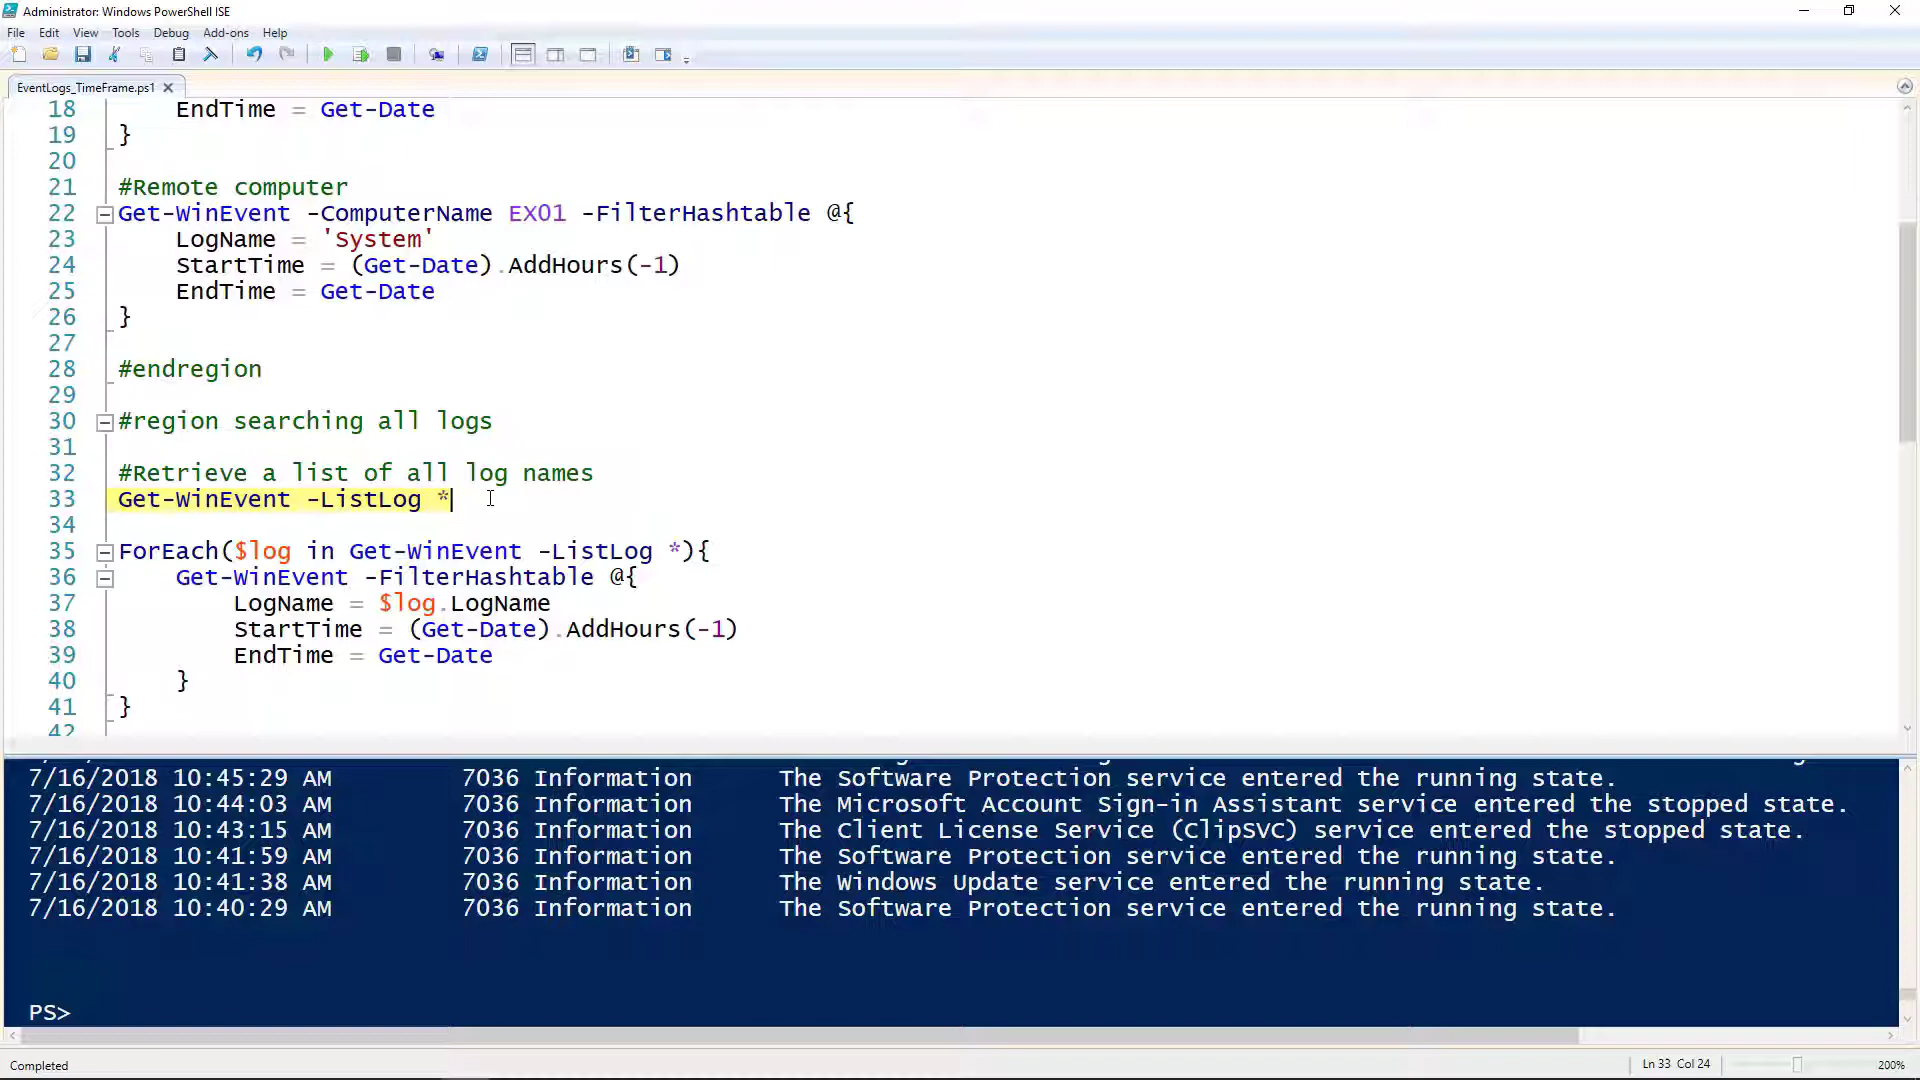 Administrator: Windows PowerShell ISE
File Edit View Tools Debug Add-ons Help
EventLogs_TimeFrame.ps1
18 EndTime = Get-Date
19 }
20
21 #Remote computer
22 Get-WinEvent -ComputerName EX01 -FilterHashtable @{
23 LogName = 'System'
24 StartTime = (Get-Date).AddHours(-1)
25 EndTime = Get-Date
26 }
27
28 #endregion
29
30 #region searching all logs
31
32 #Retrieve a list of all log names
33 Get-WinEvent -ListLog *
34
35 ForEach($log in Get-WinEvent -ListLog *){
36 Get-WinEvent -FilterHashtable @{
37 LogName = $log.LogName
38 StartTime = (Get-Date).AddHours(-1)
39 EndTime = Get-Date
40 }
41 }
42
7/16/2018 10:45:29 AM 7036 Information The Software Protection service entered the running state.
7/16/2018 10:44:03 AM 7036 Information The Microsoft Account Sign-in Assistant service entered the stopped state.
7/16/2018 10:43:15 AM 7036 Information The Client License Service (ClipSVC) service entered the stopped state.
7/16/2018 10:41:59 AM 7036 Information The Software Protection service entered the running state.
7/16/2018 10:41:38 AM 7036 Information The Windows Update service entered the running state.
7/16/2018 10:40:29 AM 7036 Information The Software Protection service entered the running state.
PS>
Completed Ln 33 Col 24 200%